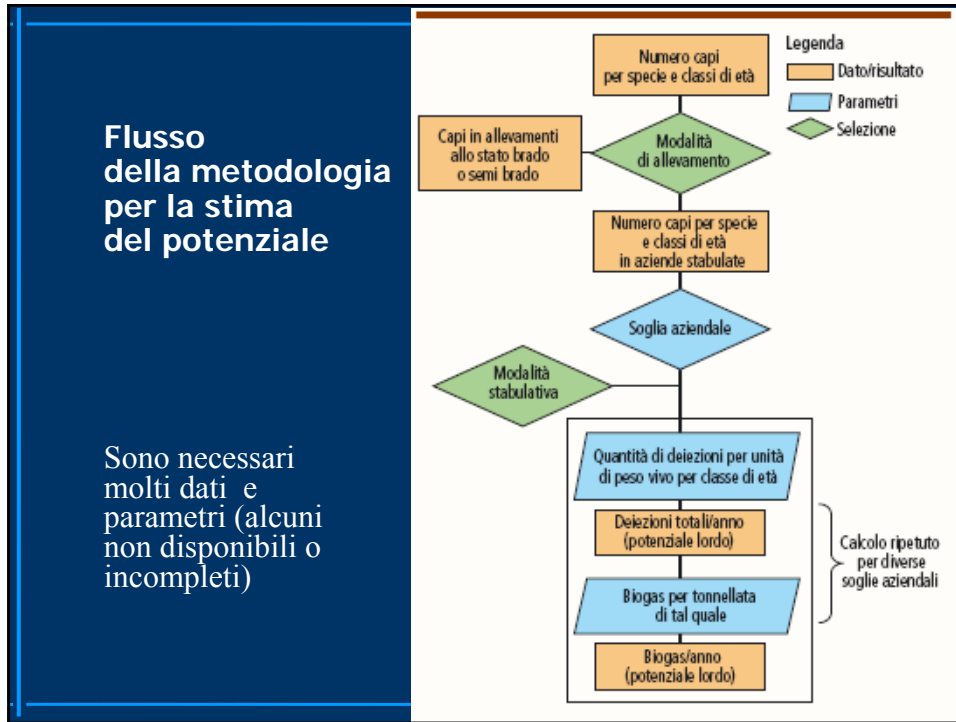 Flusso
della metodologia
per la stima
del potenziale
Sono necessari
molti dati e
parametri (alcuni
non disponibili o
incompleti)
Numero capi
per specie e classi di età
Legenda
Dato/risultato
Parametri
Selezione
Capi in allevamenti
allo stato brado
o semi brado
Modalità
di allevamento
Numero capi per specie
e classi di età
in aziende stabulate
Soglia aziendale
Modalità
stabulativa
Quantità di deiezioni per unità
di peso vivo per classe di età
Deiezioni totali/anno
(potenziale lordo)
Biogas per tonnellata
di tal quale
Biogas/anno
(potenziale lordo)
Calcolo ripetuto
per diverse
soglie aziendali